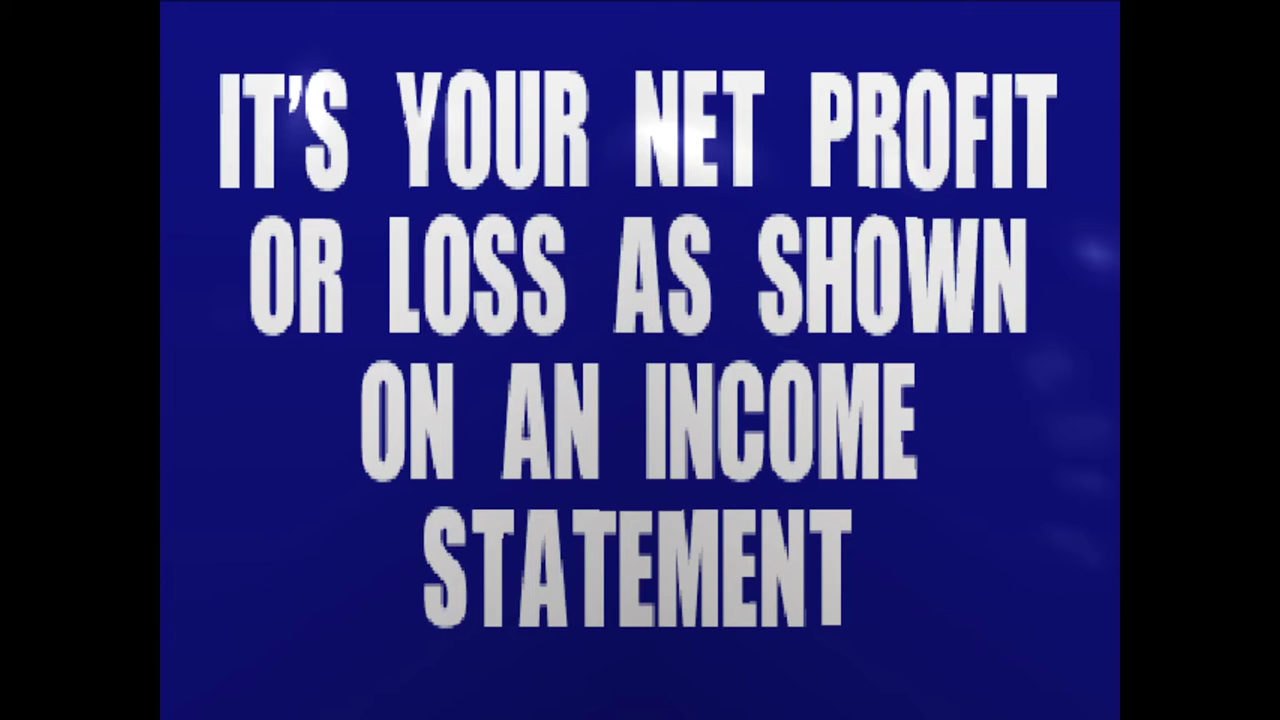 IT'S YOUR NET PROFIT
OR LOSS AS SHOWN
ON AN INCOME
STATEMENT